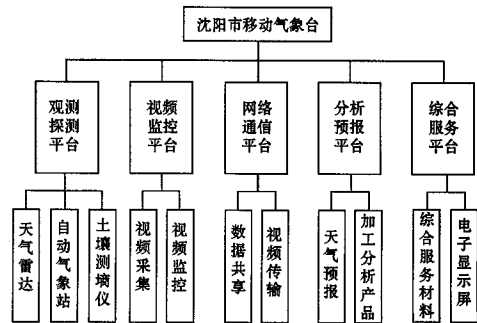 沈阳市移动气象台
观测
探测
平台
视频
监控
平台
网络
通信
平台
分析
预报
平台
综合
服务
平台
天气雷达
自动气象站
土壤测墒仪
视频采集
视频监控
数据共享
视频传输
天气预报
加工分析产品
综合服务材料
电子显示屏